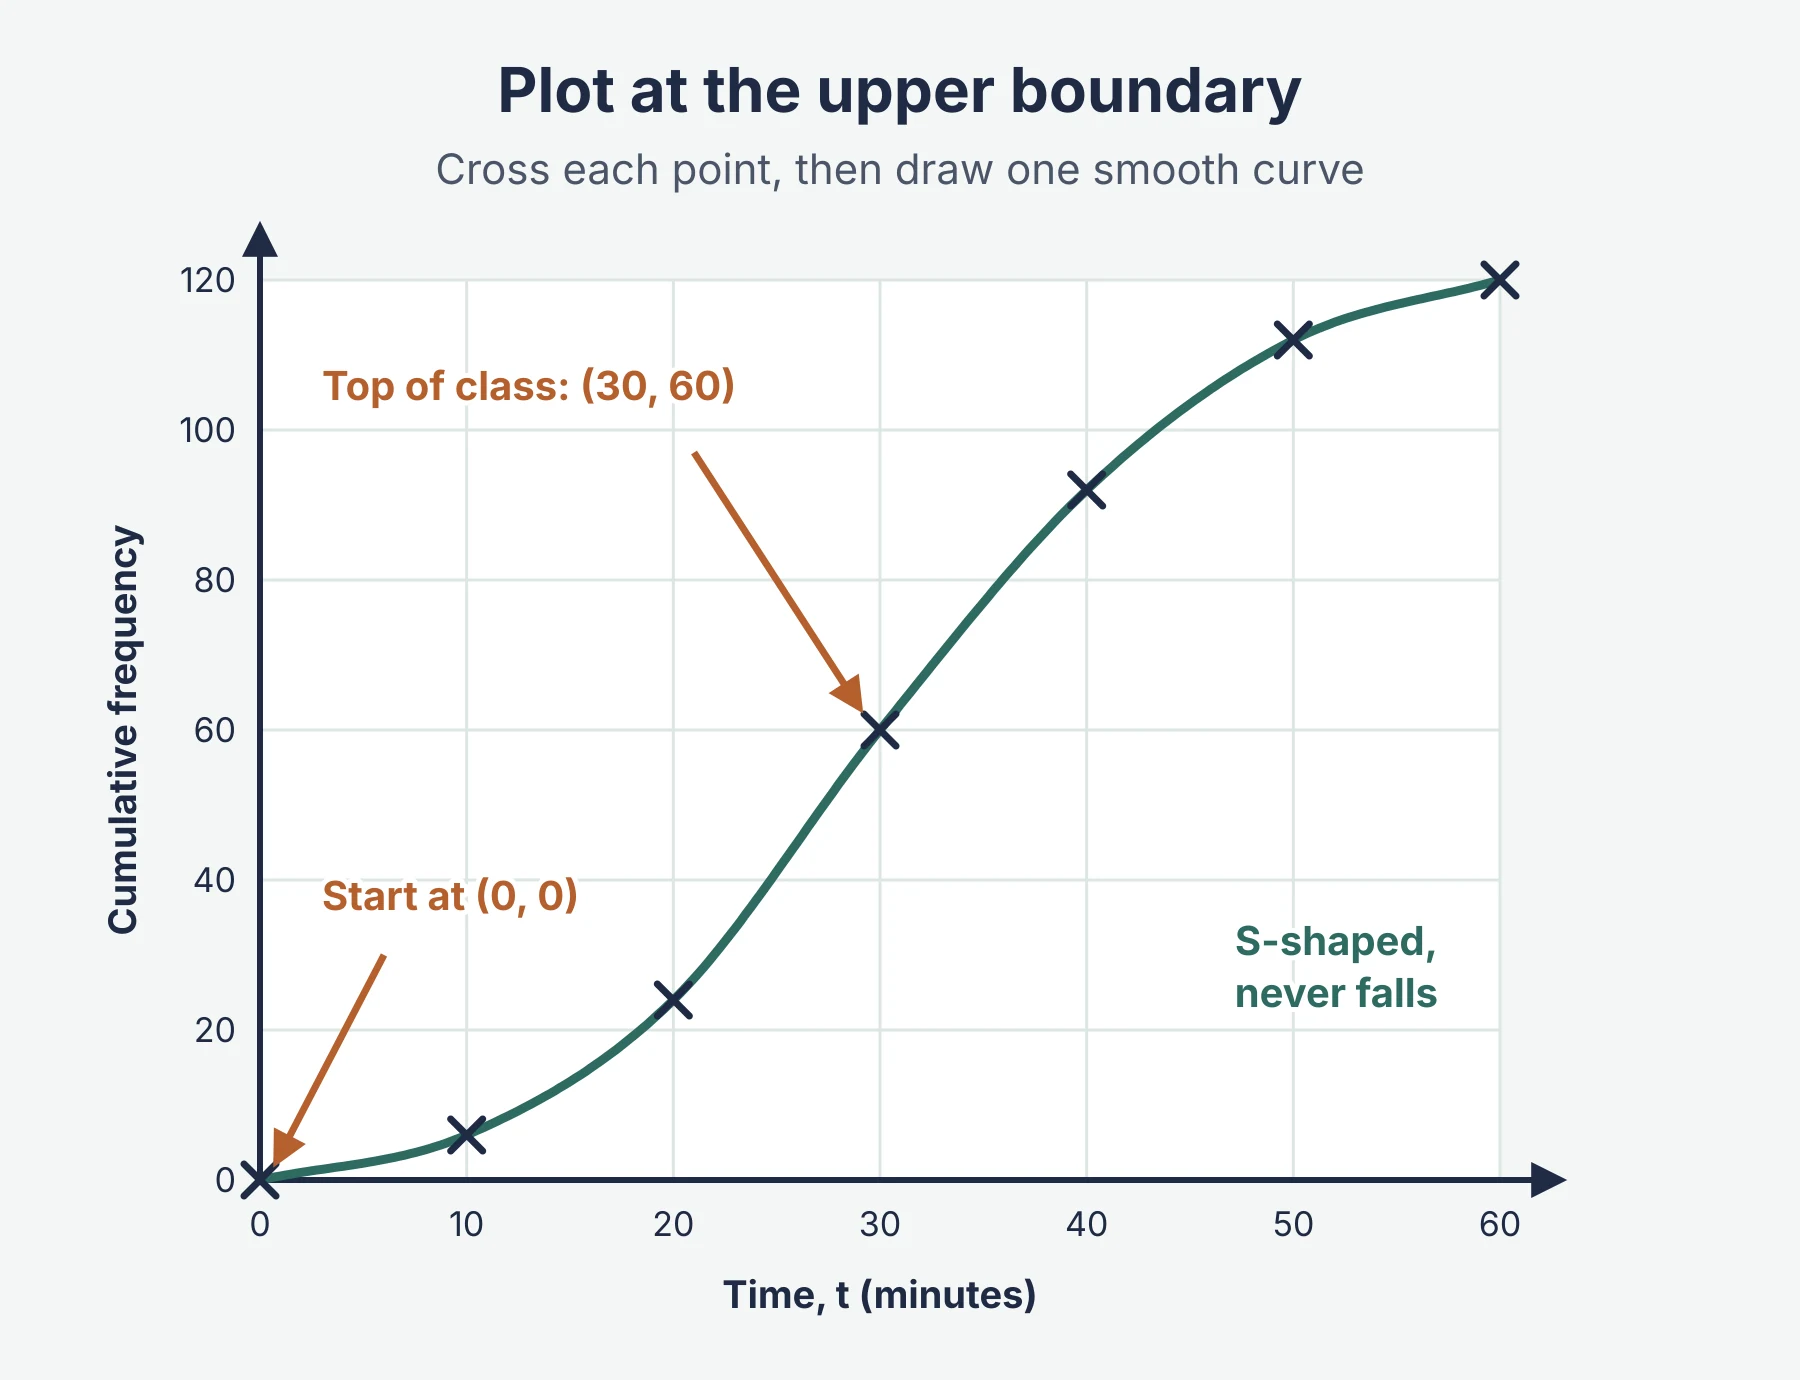 Plot at the upper boundary
Cross each point, then draw one smooth curve
120
Top of class: (30, 60)
100
80
Cumulative frequency
60
40
Start at (0, 0)
S-shaped,
never falls
20
0
0 10 20 30 40 50 60
Time, t (minutes)